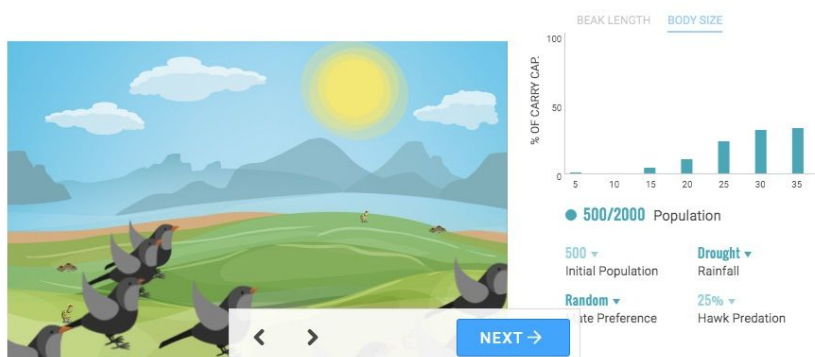 BEAK LENGTH BODY SIZE
100
% OF CARRY CAP.
50
0
5 10 15 20 25 30 35
500/2000 Population
500 Drought
Initial Population Rainfall
Random 25%
ate Preference Hawk Predation
NEXT →